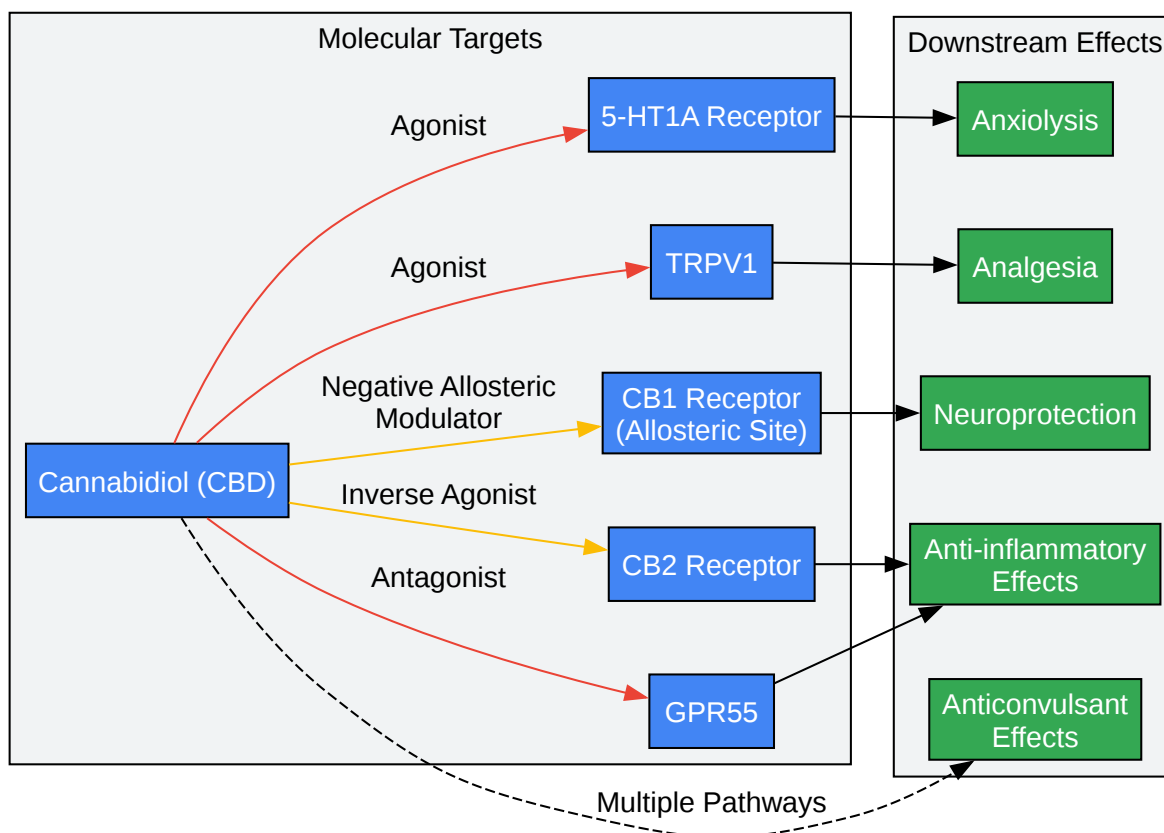 Molecular Targets
Downstream Effects
5-HT1A Receptor
Anxiolysis
Agonist
TRPV1
Analgesia
Agonist
Negative Allosteric
Modulator
CB1 Receptor
(Allosteric Site)
Neuroprotection
Cannabidiol (CBD)
Inverse Agonist
CB2 Receptor
Anti-inflammatory
Effects
Antagonist
GPR55
Anticonvulsant
Effects
Multiple Pathways